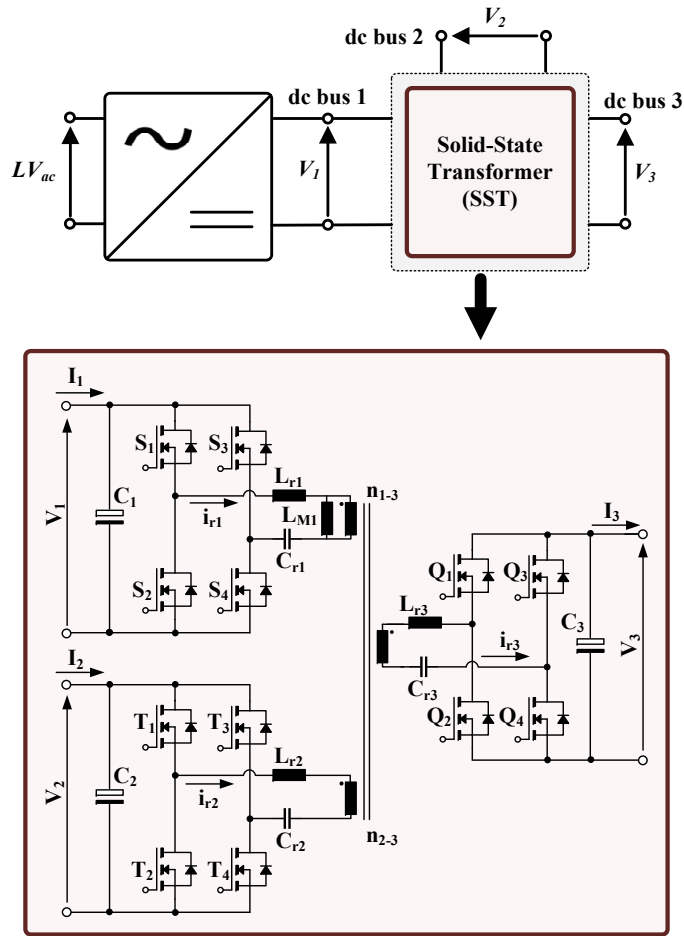 dc bus 2
V2
dc bus 1
dc bus 3
LVac
V1
Solid-State
Transformer
(SST)
V3
I1
S1
S3
Lr1
n1-3
V1
C1
ir1
LM1
Cr1
S2
S4
I3
Q1
Q3
Lr3
C3
V3
ir3
Cr3
Q2
Q4
I2
T1
T3
Lr2
V2
C2
ir2
Cr2
n2-3
T2
T4